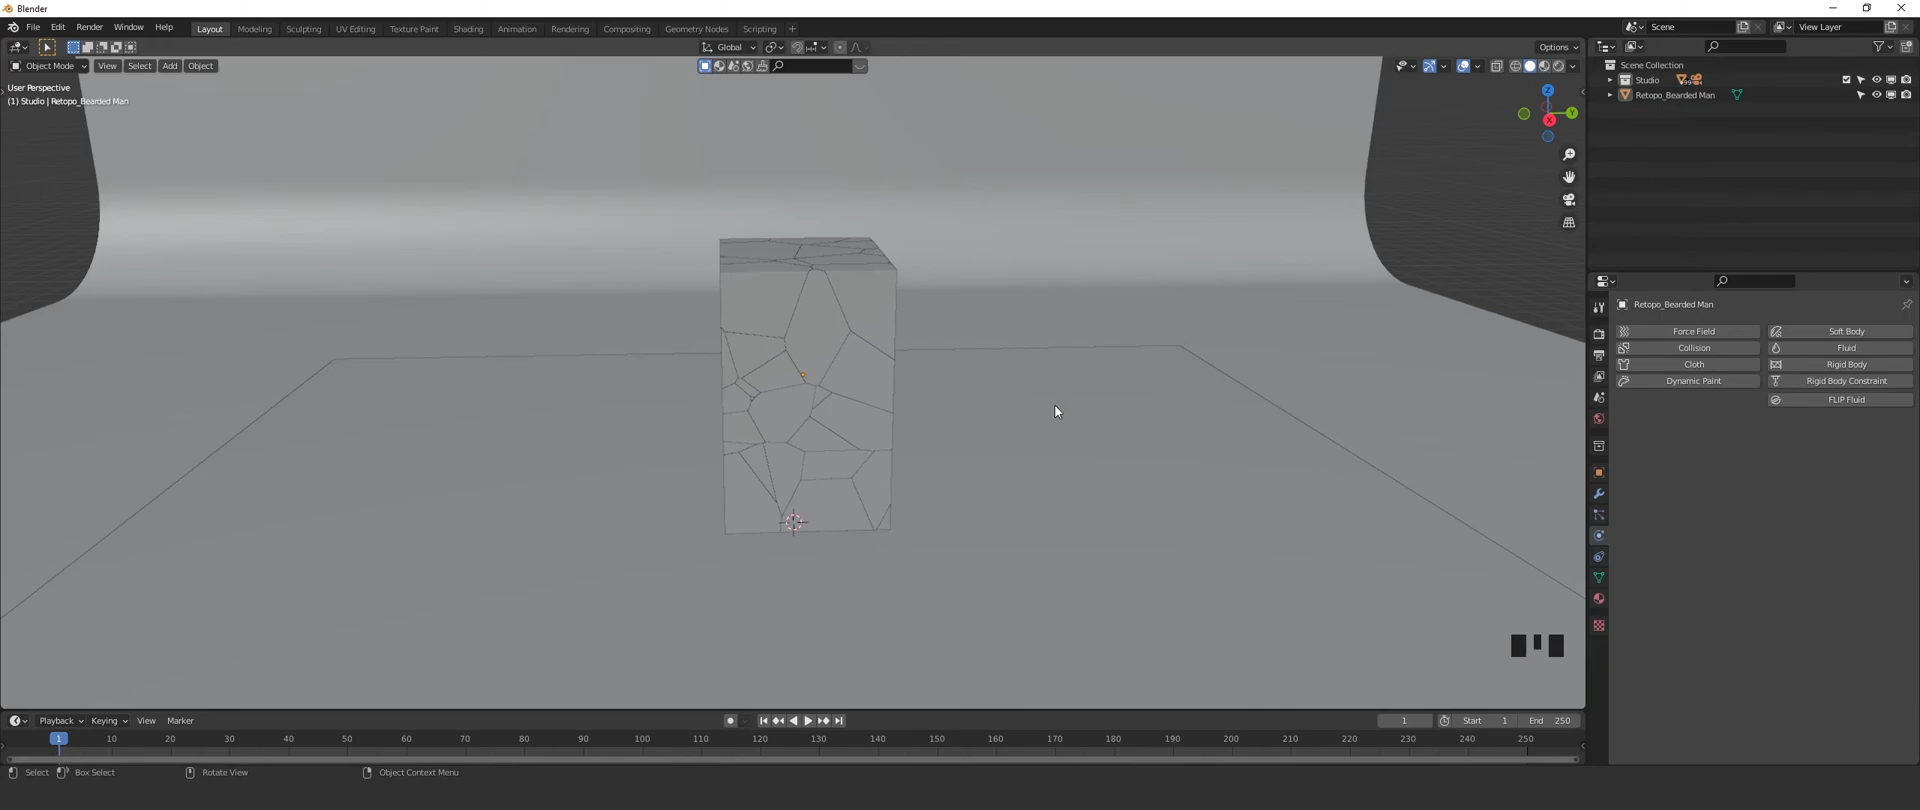 Blender
File Edit Render Window Help
Layout Modeling Sculpting UV Editing Texture Paint Shading Animation Rendering Compositing Geometry Nodes Scripting +
Scene
View Layer
Global
Options
Object Mode View Select Add Object
User Perspective
(1) Studio | Retopo_Bearded Man
Z
Y
X
Scene Collection
Studio 99
Retopo_Bearded Man
Retopo_Bearded Man
Force Field Soft Body
Collision Fluid
Cloth Rigid Body
Dynamic Paint Rigid Body Constraint
FLIP Fluid
Playback Keying View Marker
1 Start 1 End 250
1 10 20 30 40 50 60 70 80 90 100 110 120 130 140 150 160 170 180 190 200 210 220 230 240 250
Select Box Select Rotate View Object Context Menu